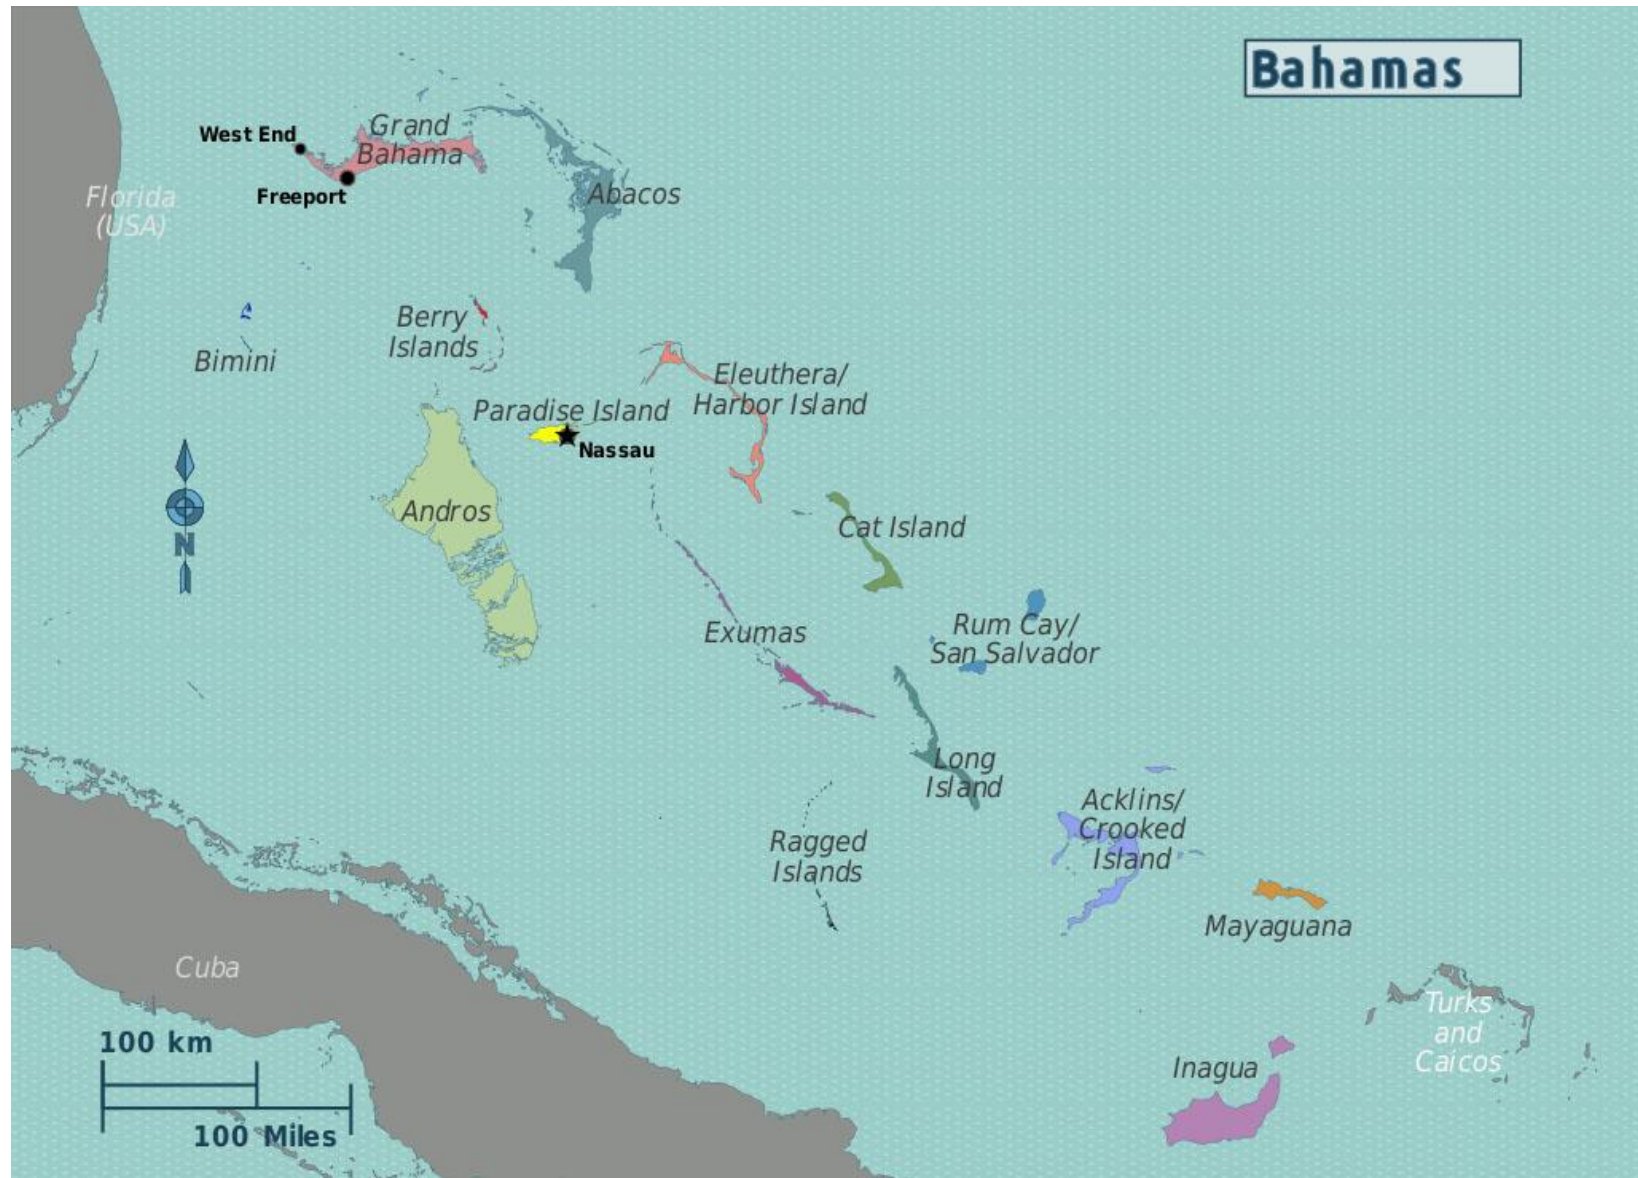 Bahamas
West End
Grand
Bahama
Freeport
Florida
(USA)
Abacos
Berry
Islands
Bimini
Eleuthera/
Harbor Island
Paradise Island
Nassau
Andros
N
Cat Island
Exumas
Rum Cay/
San Salvador
Long
Island
Ragged
Islands
Acklins/
Crooked
Island
Mayaguana
Cuba
Turks
and
Caicos
Inagua
100 km
100 Miles